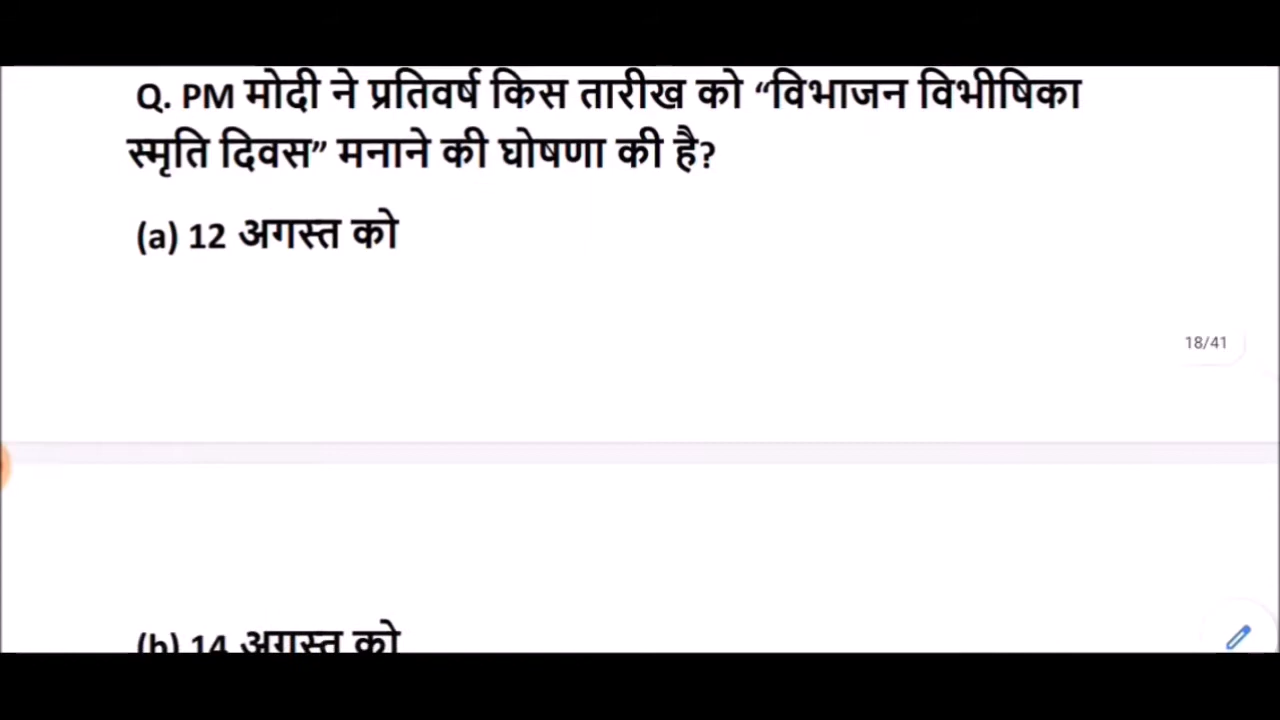 Q. PM मोदी ने प्रतिवर्ष किस तारीख को “विभाजन विभीषिका
स्मृति दिवस” मनाने की घोषणा की है?
(a) 12 अगस्त को
18/41
(b) 14 अगस्त को